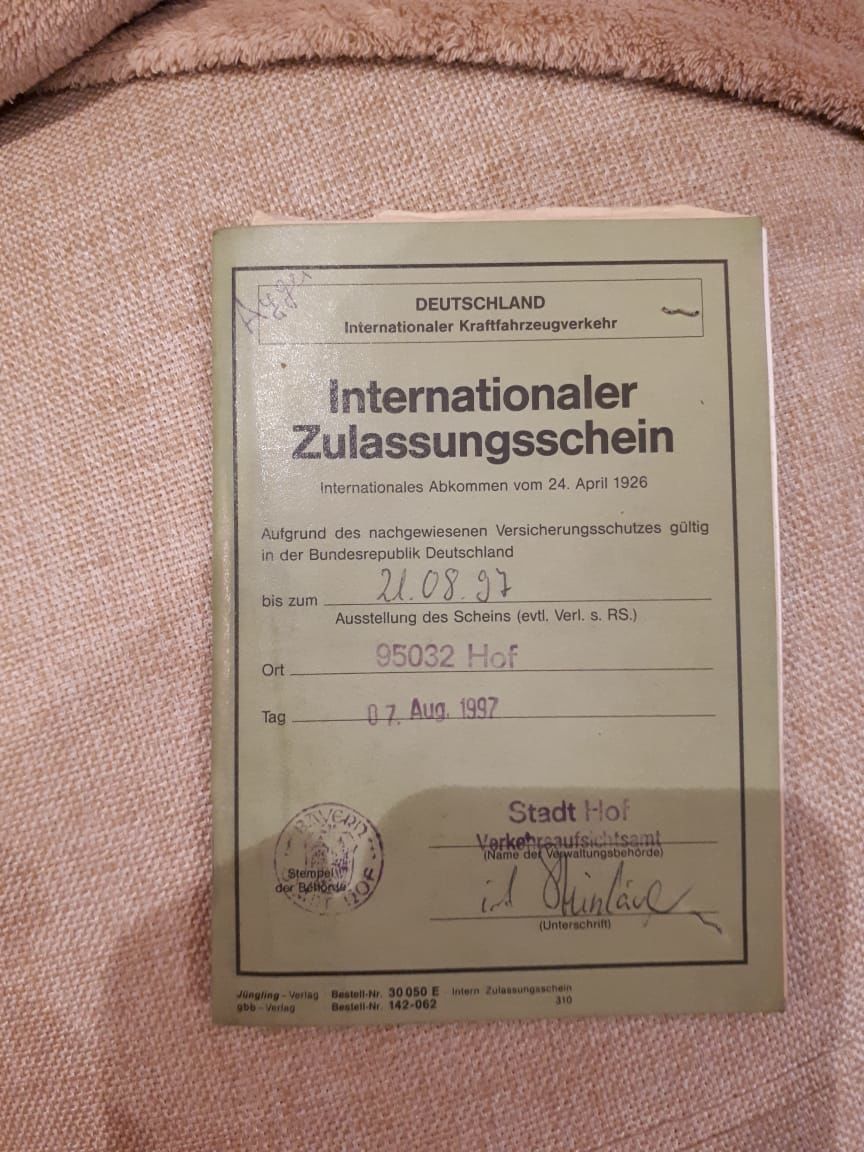 DEUTSCHLAND
Internationaler Kraftfahrzeugverkehr
Internationaler
Zulassungsschein
Internationales Abkommen vom 24. April 1926
Aufgrund des nachgewiesenen Versicherungsschutzes gültig
in der Bundesrepublik Deutschland
bis zum 21.08.97
Ausstellung des Scheins (evtl. Verl. s. RS.)
Ort 95032 Hof
Tag 07. Aug. 1997
Stadt Hof
Verkehrsaufsichtsamt
(Name der Verwaltungsbehörde)
BAYERN
Stempel
der Behörde
HOF
(Unterschrift)
Jüngling – Verlag Bestell-Nr. 30 050 E Intern Zulassungsschein
gbb – Verlag Bestell-Nr. 142-062 310